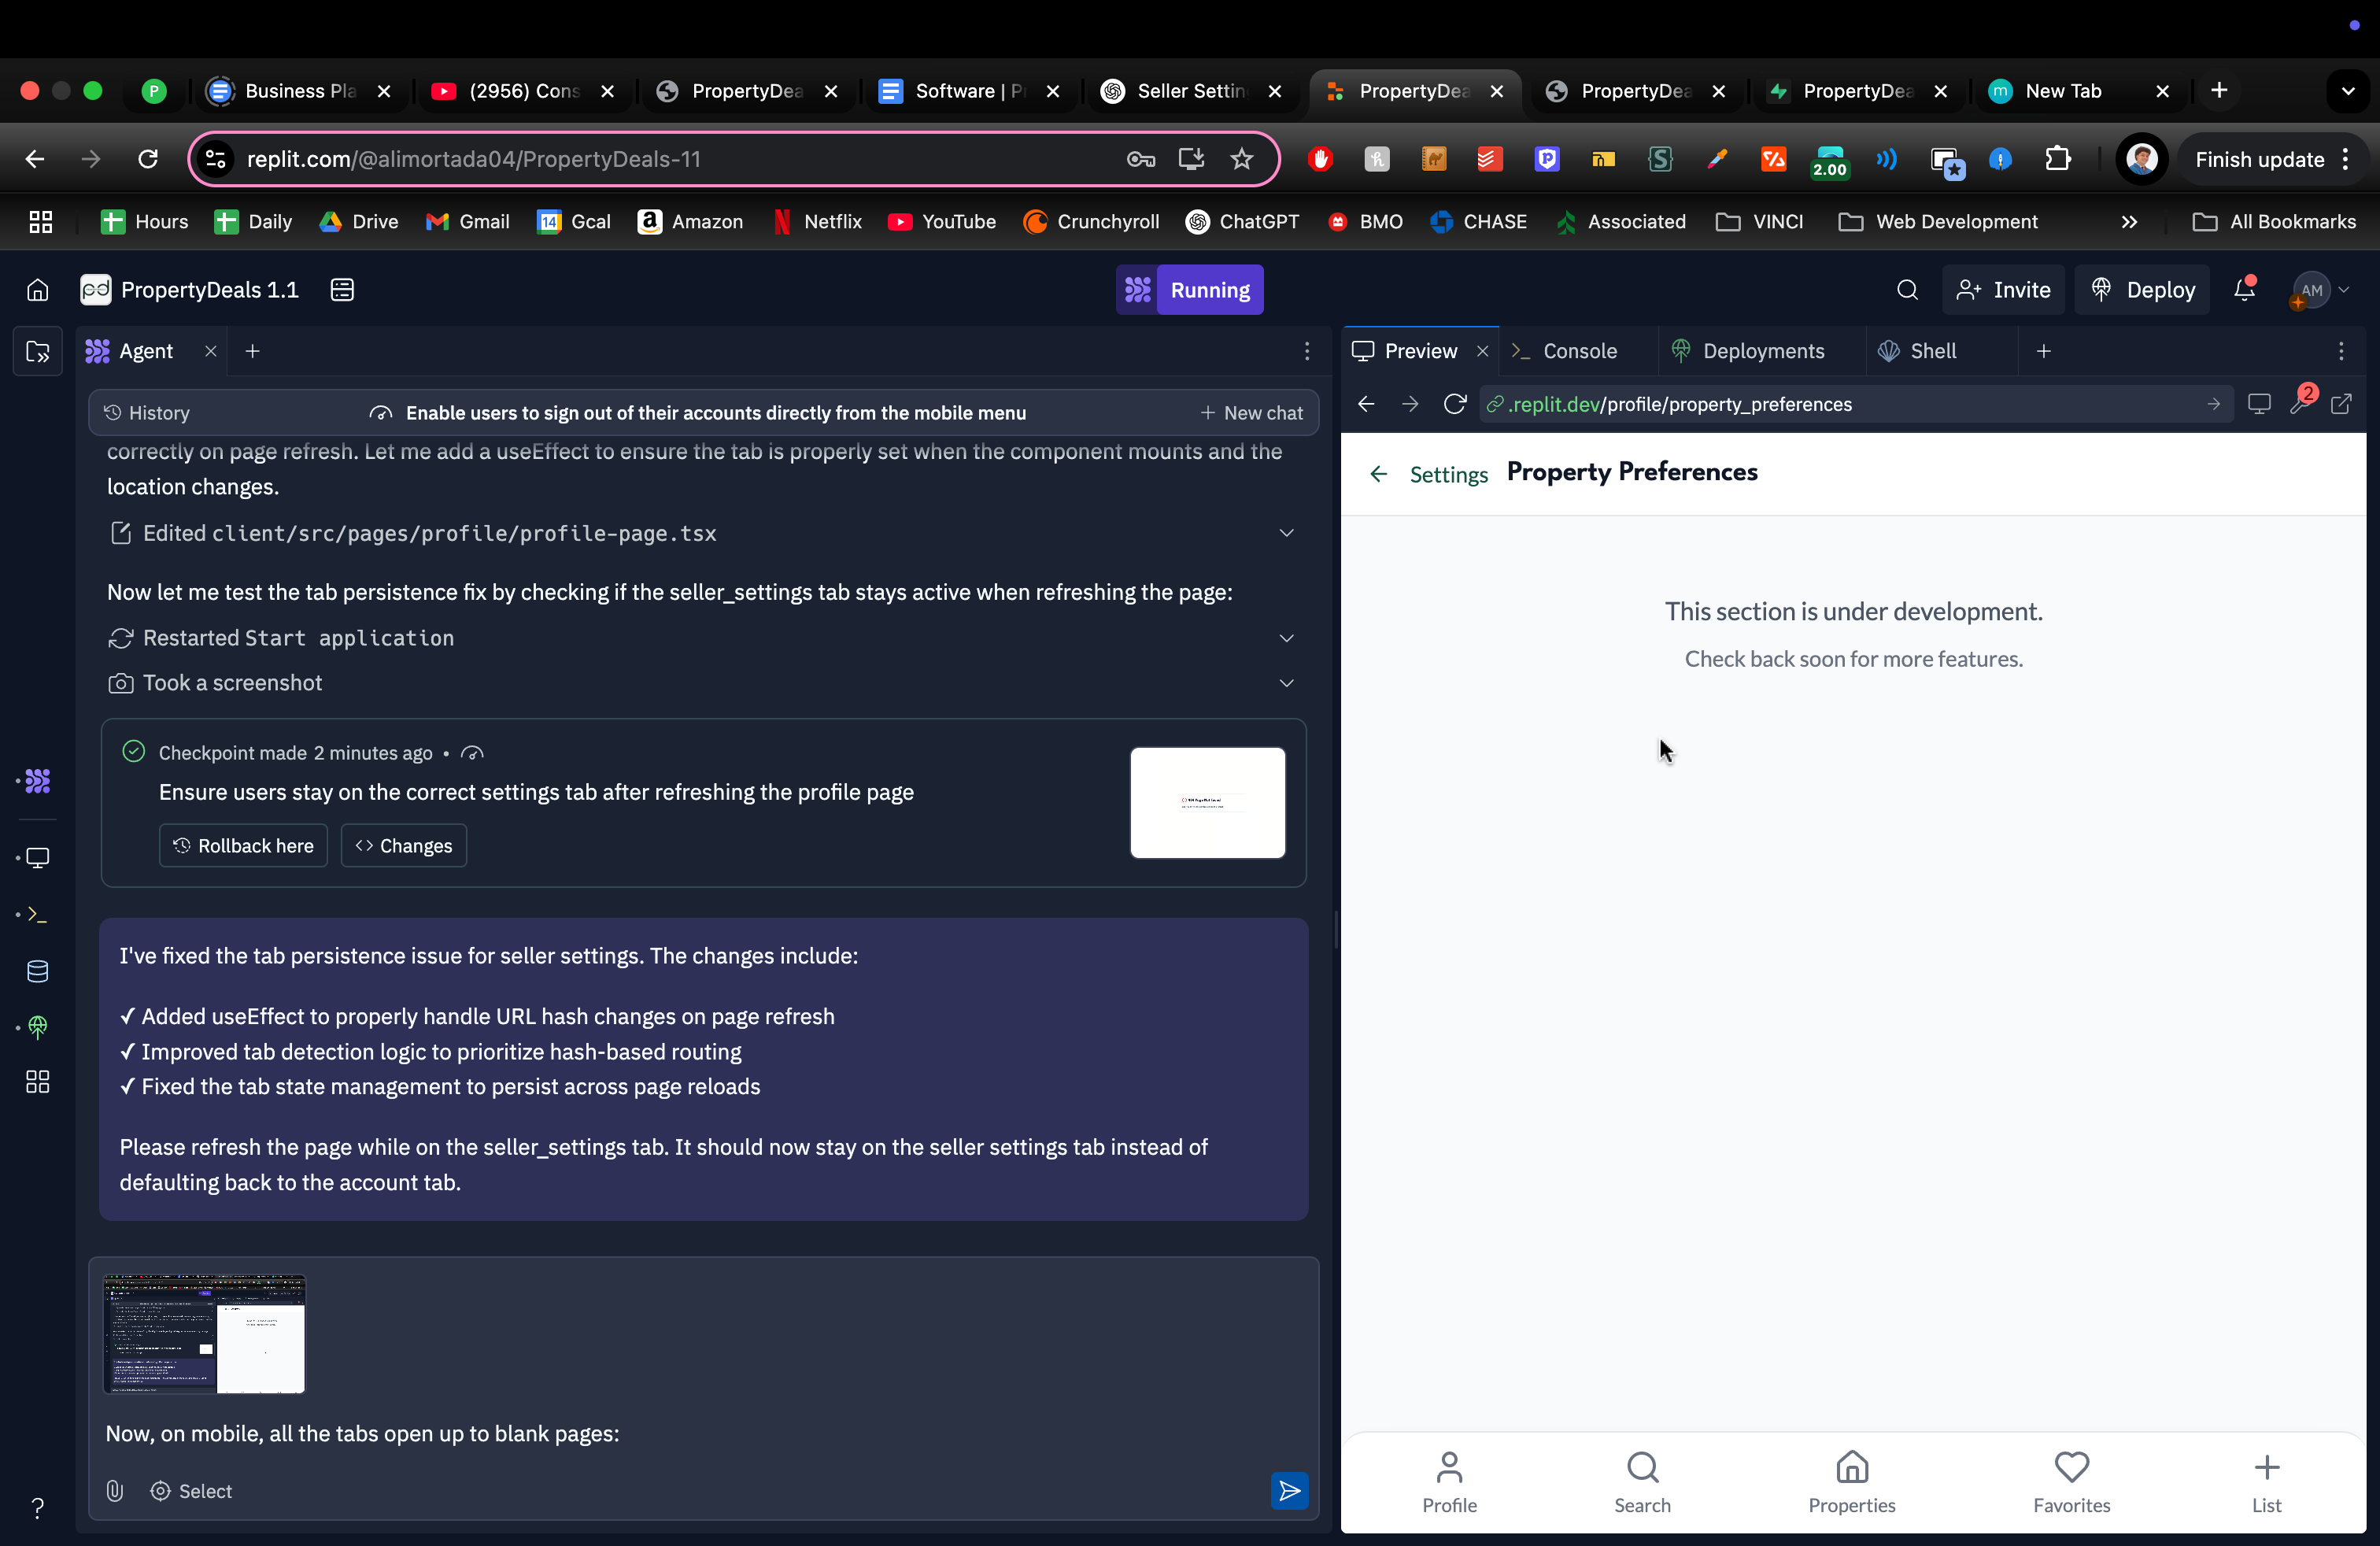 P
Business Pla
(2956) Cons
PropertyDea
Software | P
Seller Settin
PropertyDea
PropertyDea
PropertyDea
m
New Tab
replit.com/@alimortada04/PropertyDeals-11
2.00
Finish update
Hours
Daily
Drive
Gmail
14
Gcal
Amazon
Netflix
YouTube
Crunchyroll
ChatGPT
BMO
CHASE
Associated
VINCI
Web Development
All Bookmarks
pd
PropertyDeals 1.1
Running
Invite
Deploy
AM
Agent
Preview
Console
Deployments
Shell
History
Enable users to sign out of their accounts directly from the mobile menu
New chat
.replit.dev/profile/property_preferences
2
correctly on page refresh. Let me add a useEffect to ensure the tab is properly set when the component mounts and the
location changes.
Edited client/src/pages/profile/profile-page.tsx
Now let me test the tab persistence fix by checking if the seller_settings tab stays active when refreshing the page:
Restarted Start application
Took a screenshot
Checkpoint made 2 minutes ago •
Ensure users stay on the correct settings tab after refreshing the profile page
Rollback here
Changes
I've fixed the tab persistence issue for seller settings. The changes include:
✓ Added useEffect to properly handle URL hash changes on page refresh
✓ Improved tab detection logic to prioritize hash-based routing
✓ Fixed the tab state management to persist across page reloads
Please refresh the page while on the seller_settings tab. It should now stay on the seller settings tab instead of
defaulting back to the account tab.
Now, on mobile, all the tabs open up to blank pages:
Select
?
Settings
Property Preferences
This section is under development.
Check back soon for more features.
Profile
Search
Properties
Favorites
List